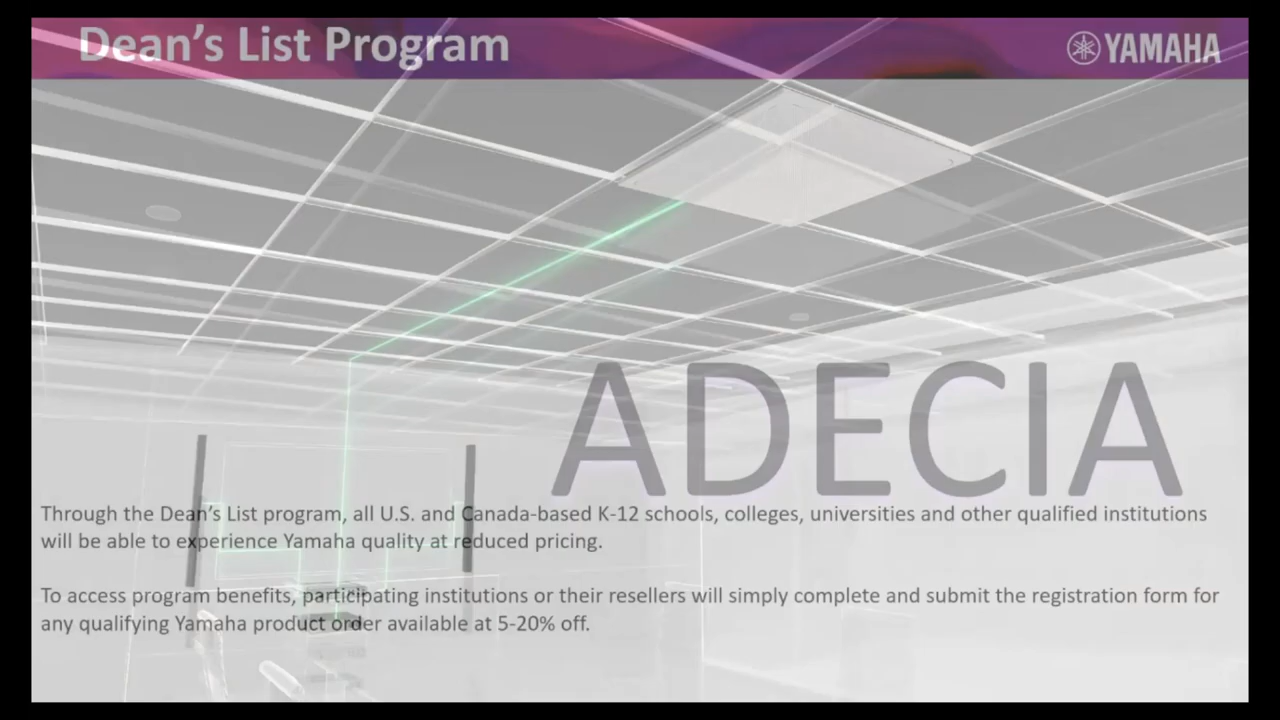 Dean's List Program
YAMAHA
ADECIA
Through the Dean's List program, all U.S. and Canada-based K-12 schools, colleges, universities and other qualified institutions
will be able to experience Yamaha quality at reduced pricing.
To access program benefits, participating institutions or their resellers will simply complete and submit the registration form for
any qualifying Yamaha product order available at 5-20% off.